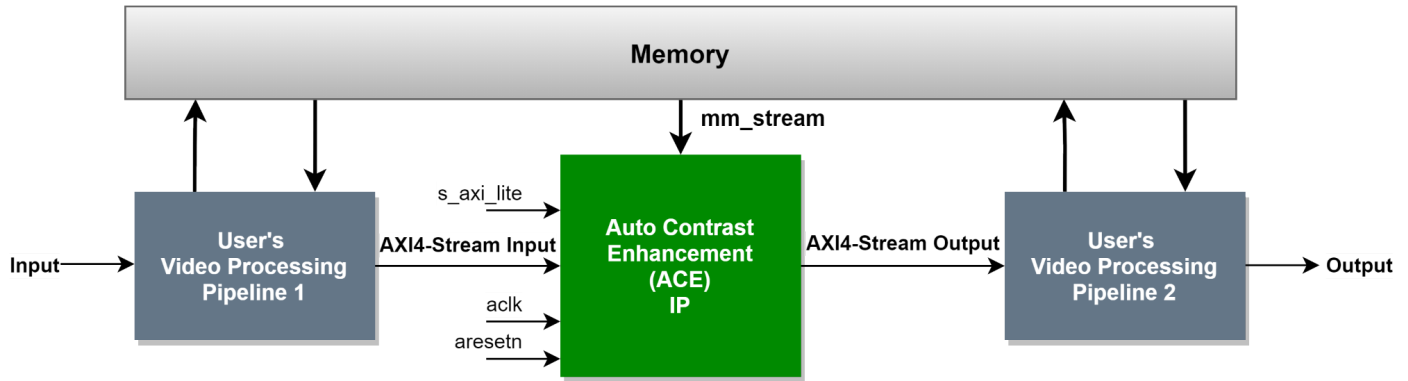 Memory
mm_stream
s_axi_lite
AXI4-Stream Input
aclk
aresetn
Input
User's
Video Processing
Pipeline 1
Auto Contrast
Enhancement
(ACE)
IP
AXI4-Stream Output
User's
Video Processing
Pipeline 2
Output